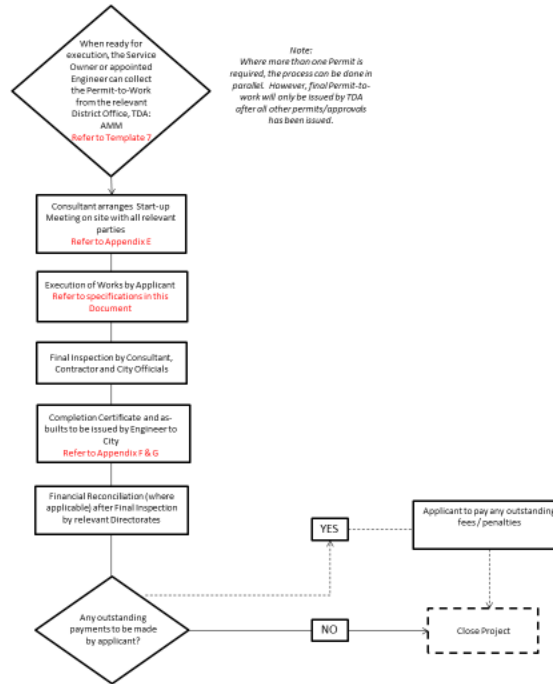 When ready for
execution, the Service
Owner or appointed
Engineer can collect
the Permit-to-Work
from the relevant
District Office, TDA:
AMM
Refer to Template 7
Note:
Where more than one Permit is
required, the process can be done in
parallel. However, final Permit-to-
work will only be issued by TDA
after all other permits/approvals
has been issued.
Consultant arranges Start-up
Meeting on site with all relevant
parties
Refer to Appendix E
Execution of Works by Applicant
Refer to specifications in this
Document
Final Inspection by Consultant,
Contractor and City Officials
Completion Certificate and as-
builts to be issued by Engineer to
City
Refer to Appendix F & G
Financial Reconciliation (where
applicable) after Final Inspection
by relevant Directorates
YES
Applicant to pay any outstanding
fees / penalties
Any outstanding
payments to be made
by applicant?
NO
Close Project